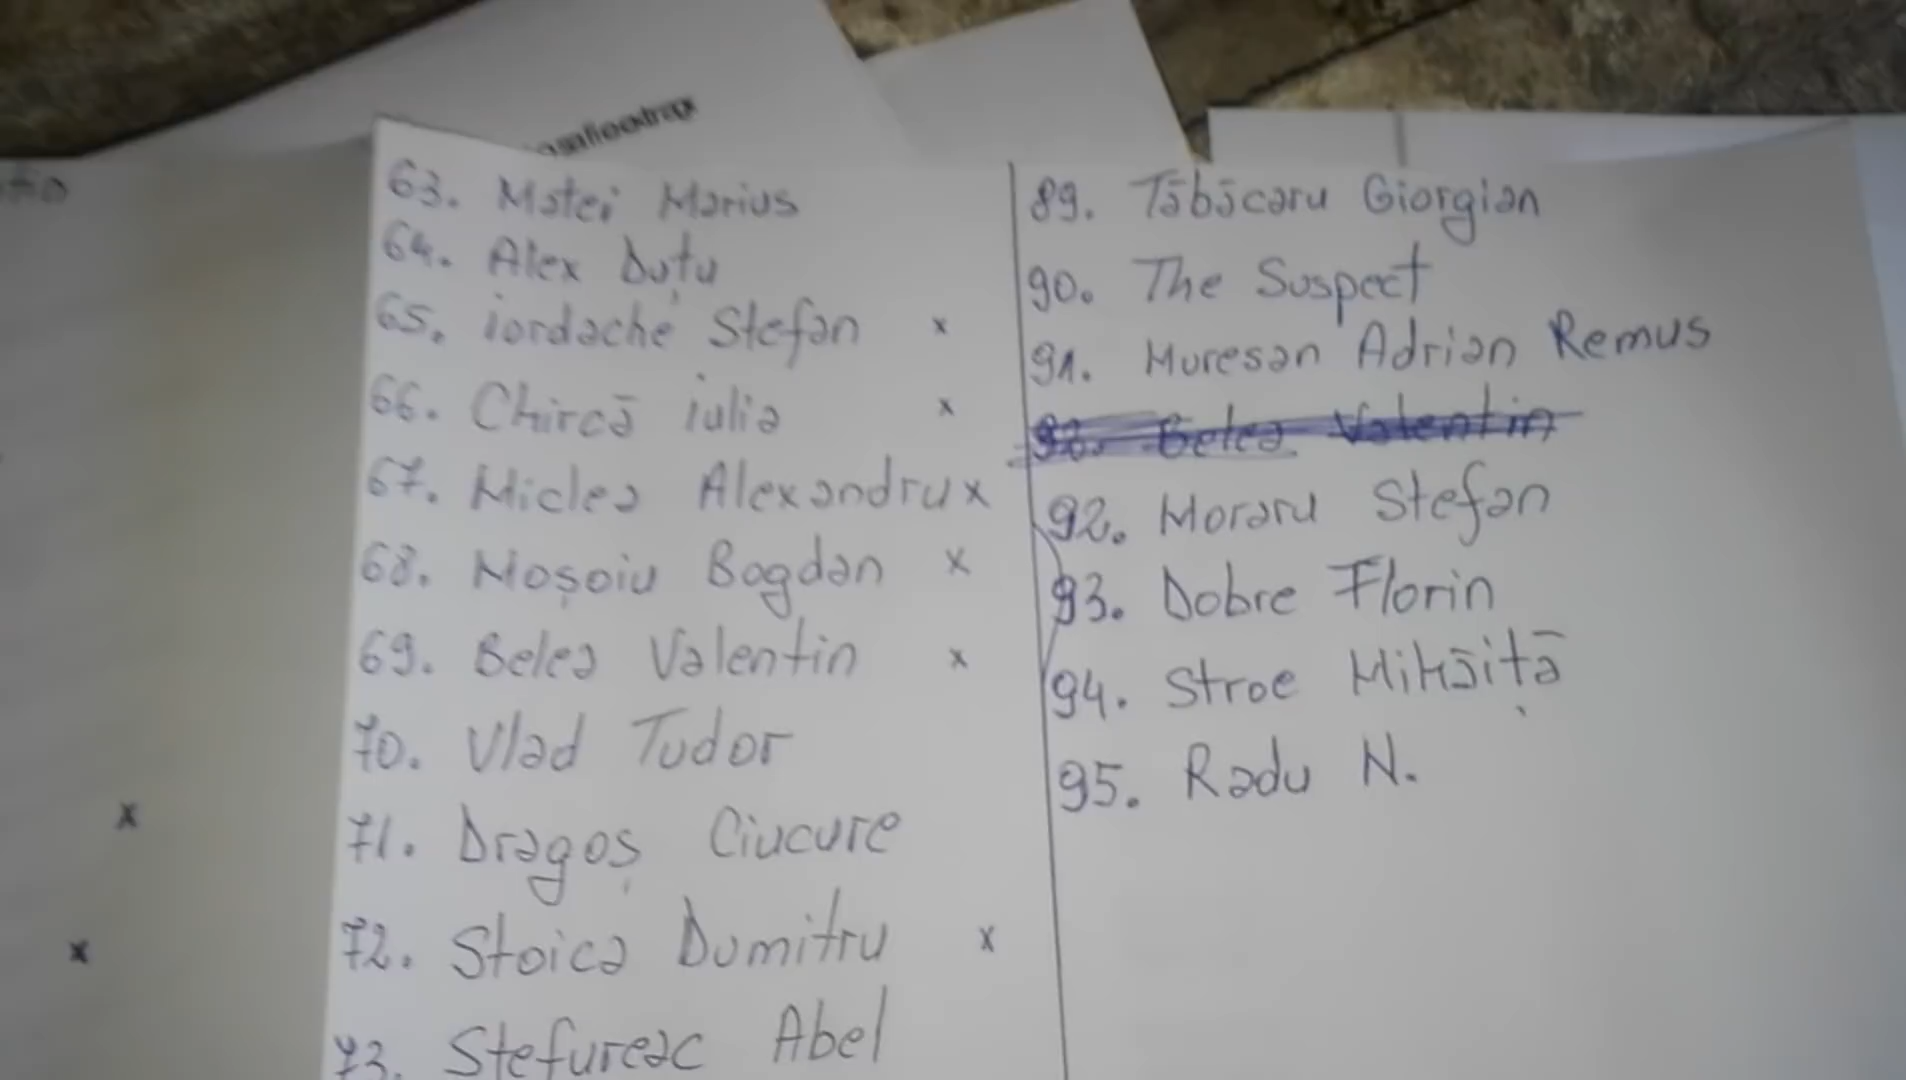 63. Matei Marius
64. Alex Duțu
65. iordache Stefan x
66. Chircă iulia x
67. Miclea Alexandru x
68. Moșoiu Bogdan x
69. Belea Valentin x
70. Vlad Tudor
71. Dragoș Ciucure
72. Stoica Dumitru x
73. Stefureac Abel
89. Tăbăcaru Giorgian
90. The Suspect
91. Muresan Adrian Remus
92. Belea Valentin
92. Moraru Stefan
93. Dobre Florin
94. Stroe Mihăiță
95. Radu N.
x
x